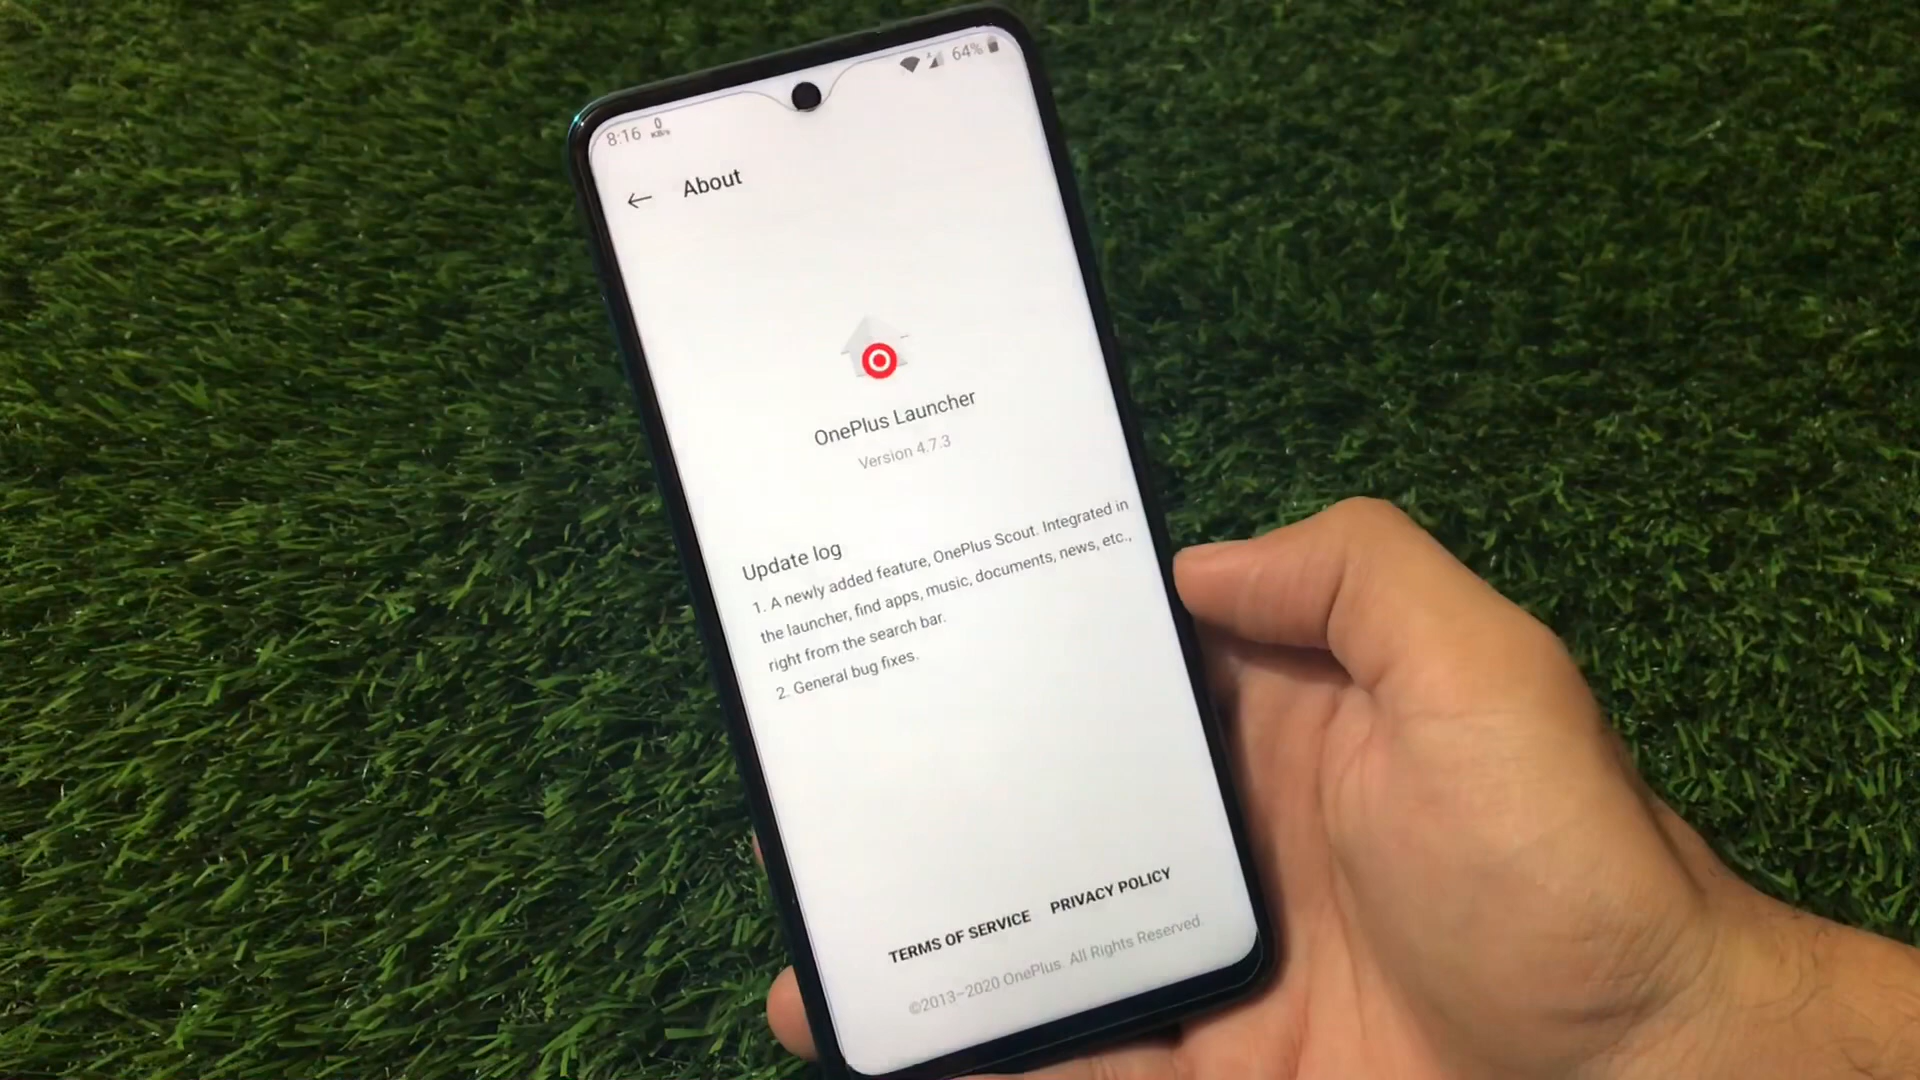 8:16 0 KB/s 64%
About
OnePlus Launcher
Version 4.7.3
Update log
1. A newly added feature, OnePlus Scout. Integrated in
the launcher, find apps, music, documents, news, etc.,
right from the search bar.
2. General bug fixes.
TERMS OF SERVICE PRIVACY POLICY
©2013–2020 OnePlus. All Rights Reserved.